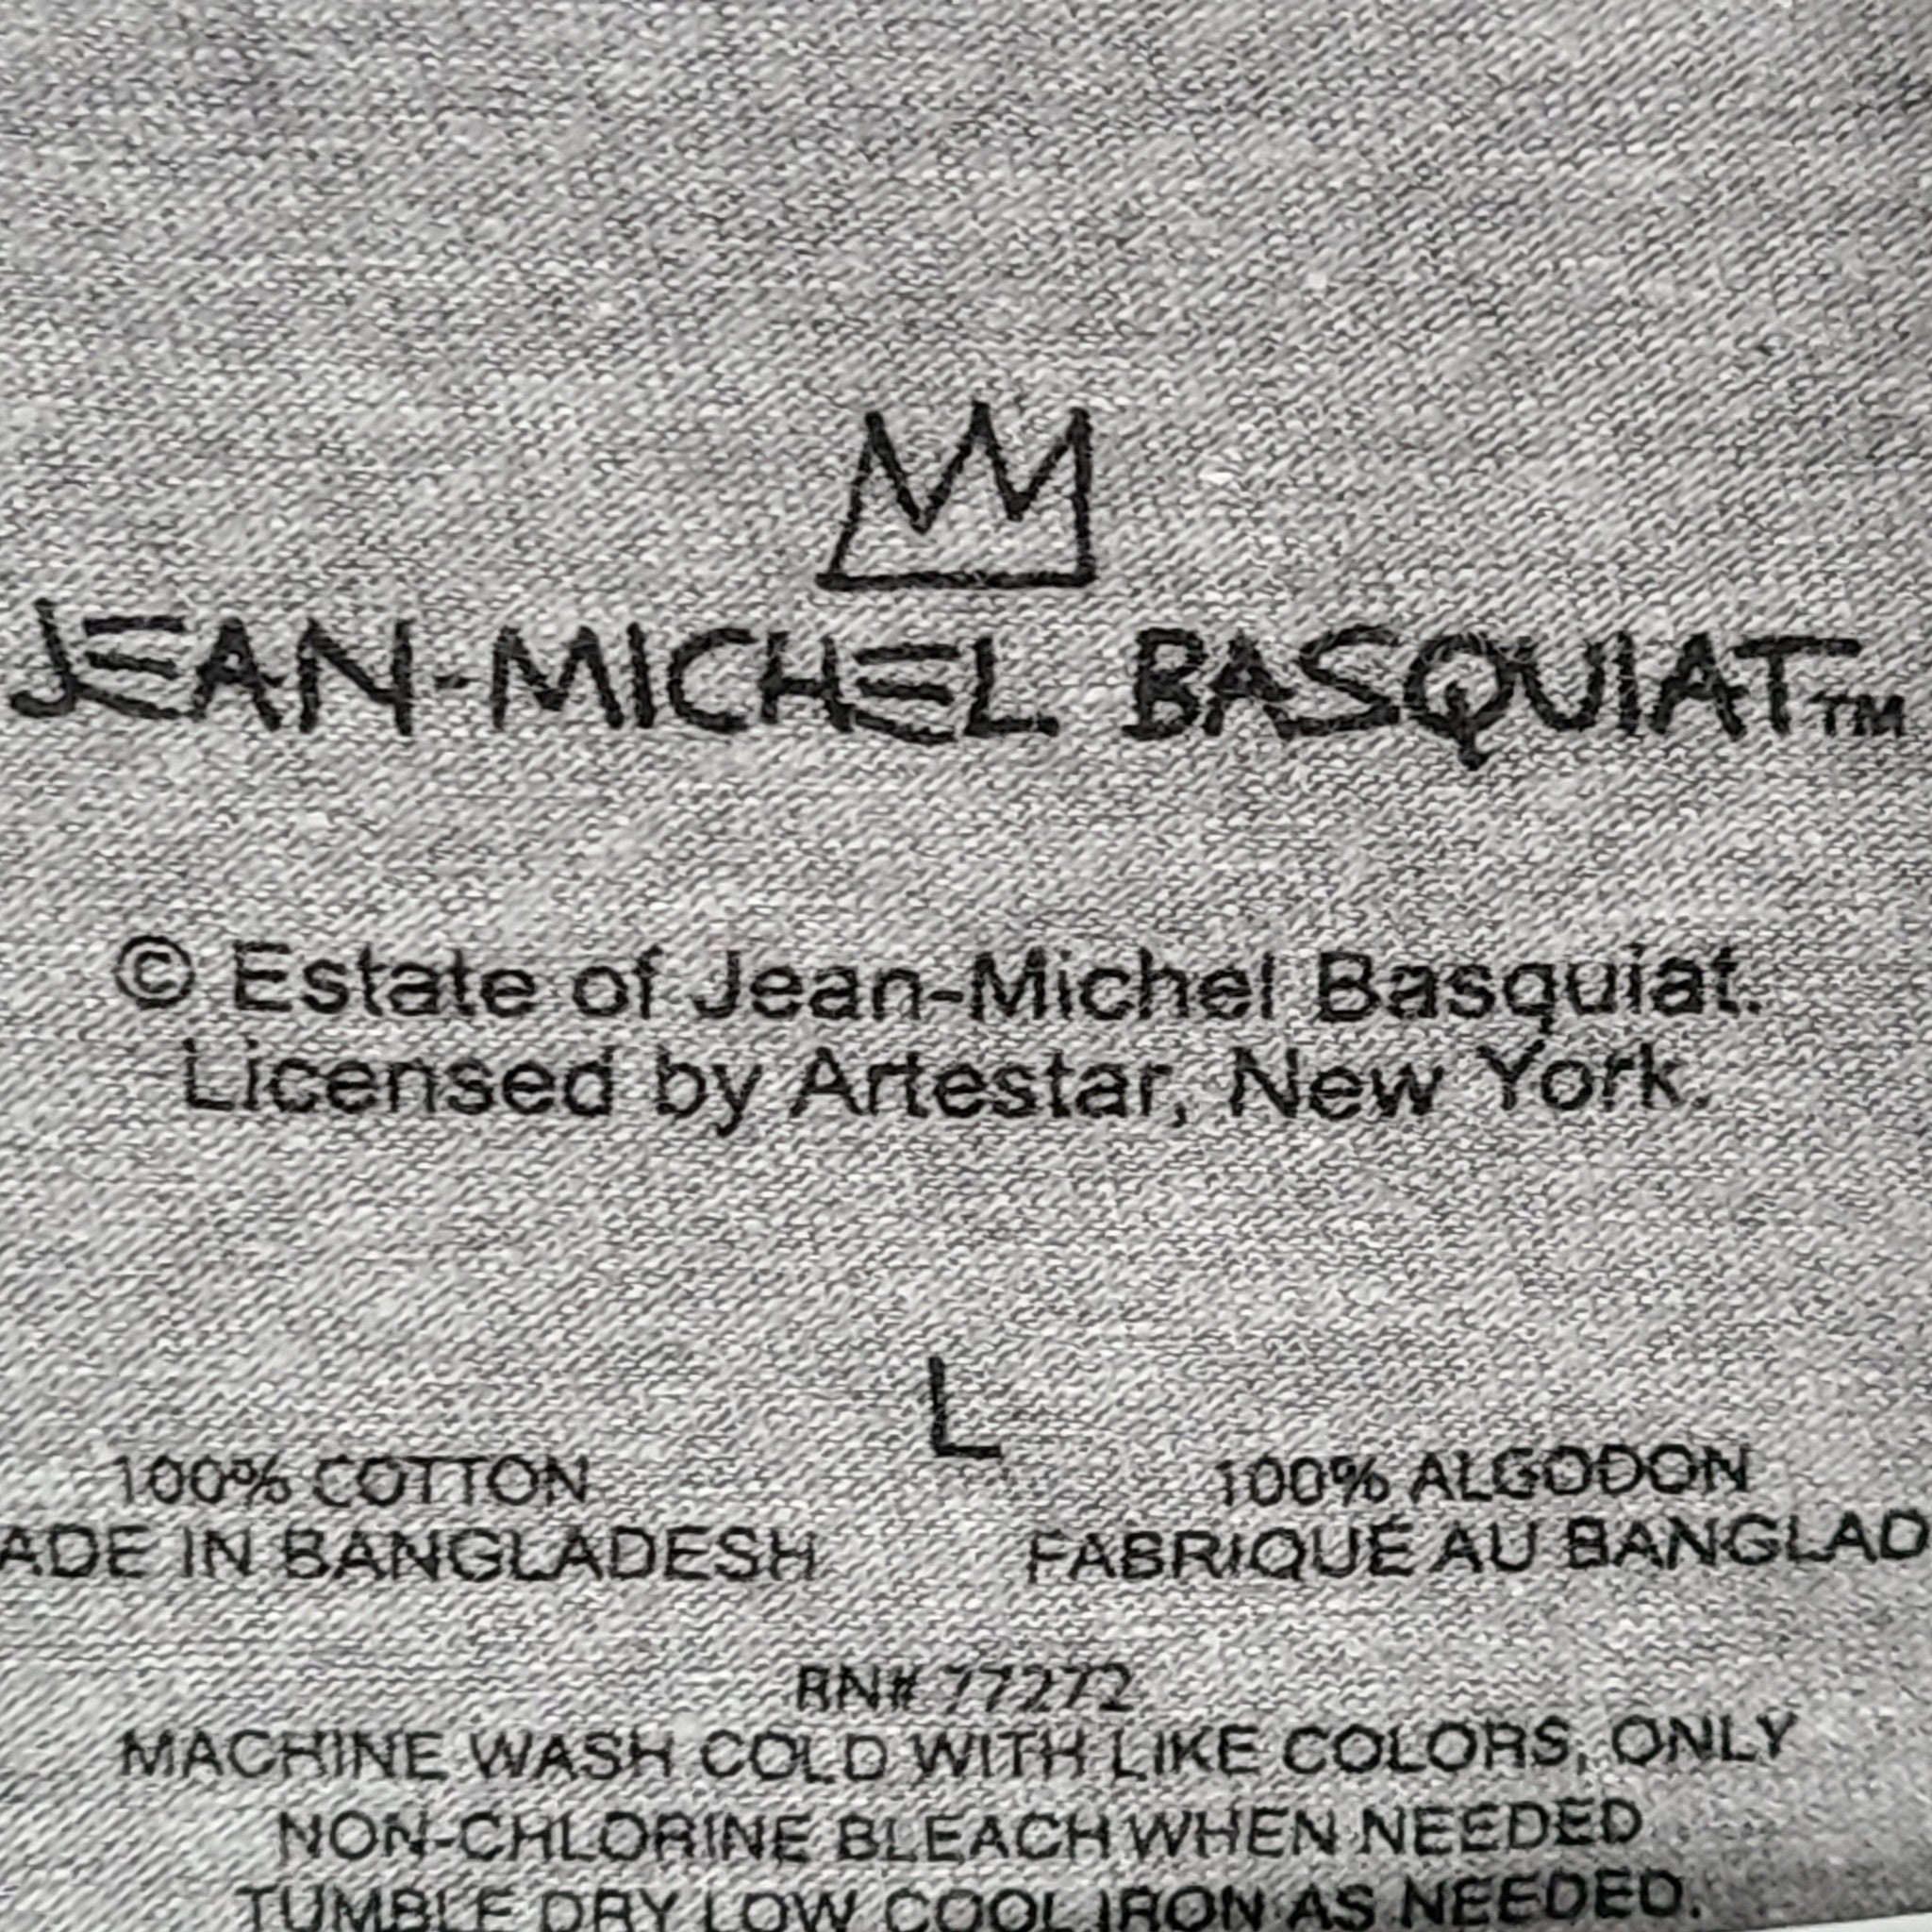 JEAN-MICHEL BASQUIAT™
© Estate of Jean-Michel Basquiat.
Licensed by Artestar, New York.
L
100% COTTON 100% ALGODON
ADE IN BANGLADESH FABRIQUÉ AU BANGLAD
RN# 77272
MACHINE WASH COLD WITH LIKE COLORS, ONLY
NON-CHLORINE BLEACH WHEN NEEDED
TUMBLE DRY LOW COOL IRON AS NEEDED.